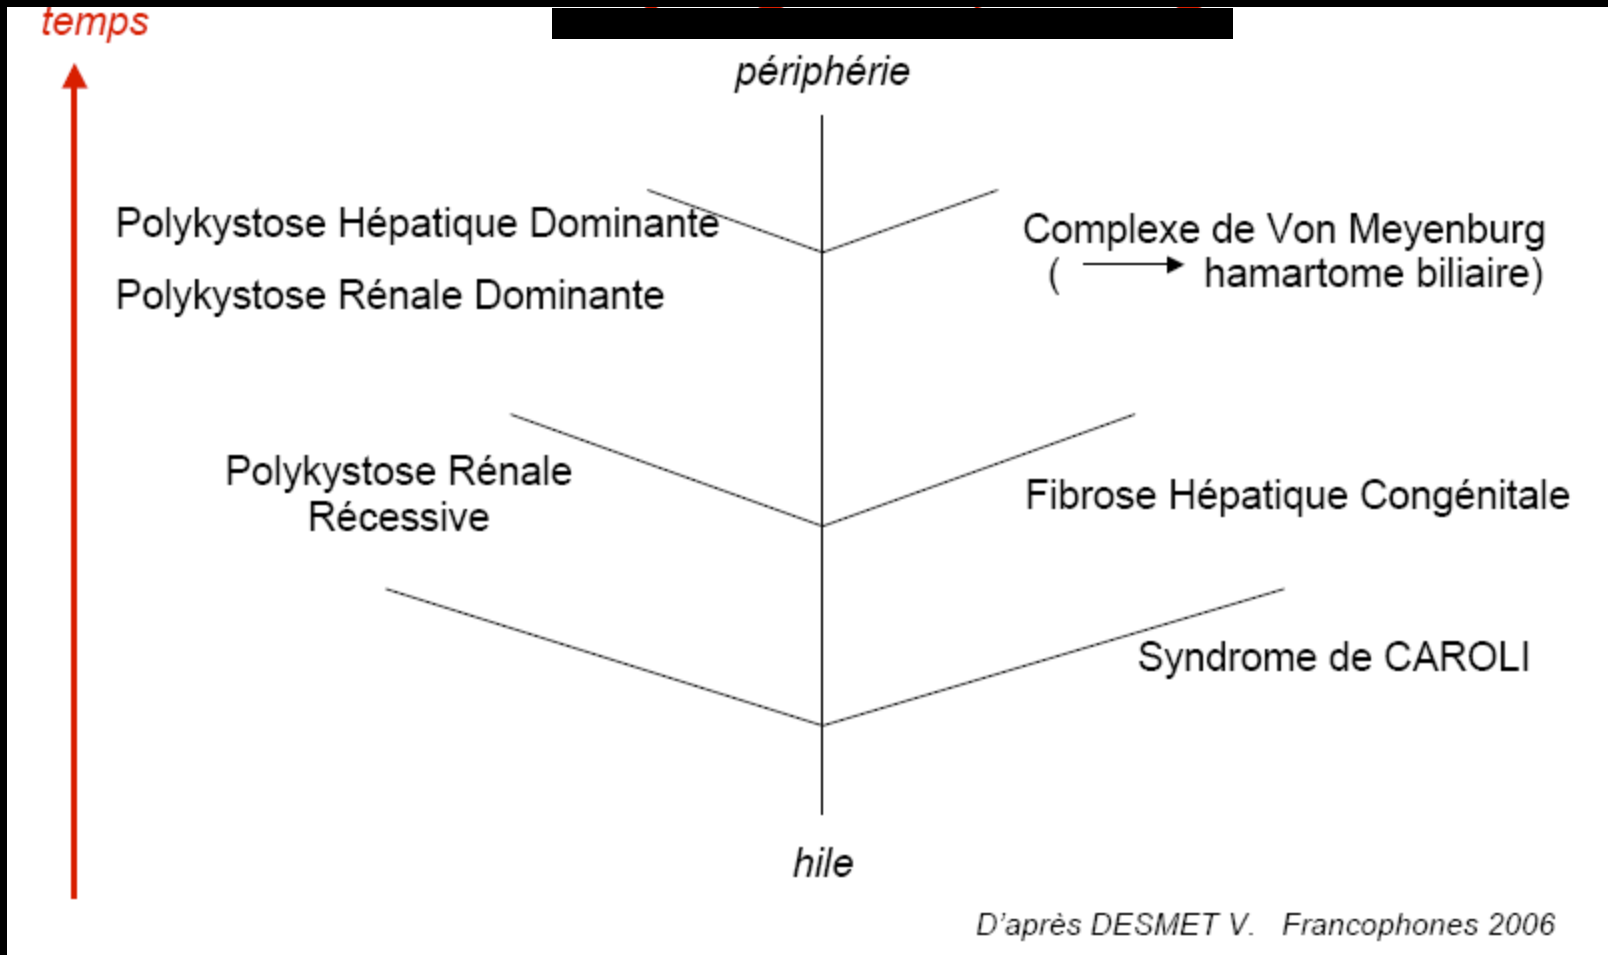 temps
périphérie
Polykystose Hépatique Dominante
Polykystose Rénale Dominante
Complexe de Von Meyenburg
( hamartome biliaire)
Polykystose Rénale
Récessive
Fibrose Hépatique Congénitale
Syndrome de CAROLI
hile
D'après DESMET V. Francophones 2006